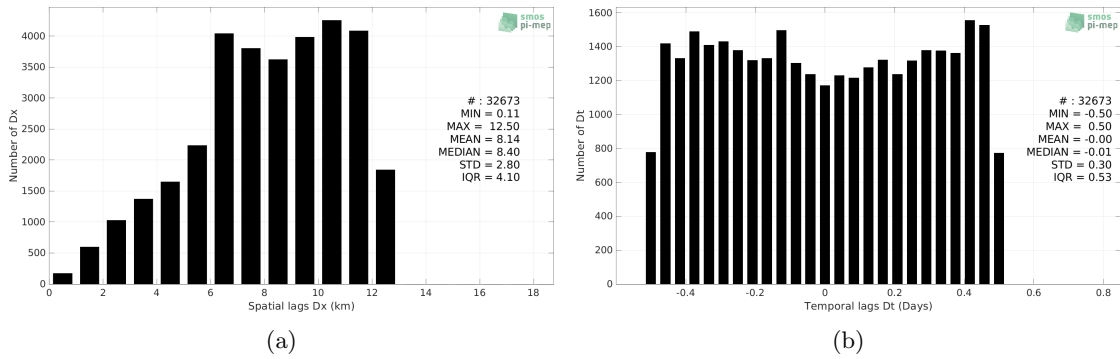 smos
pi-mep
4000
3500
3000
2500
2000
1500
1000
500
0
Number of Dx
# : 32673
MIN = 0.11
MAX = 12.50
MEAN = 8.14
MEDIAN = 8.40
STD = 2.80
IQR = 4.10
0 2 4 6 8 10 12 14 16 18
Spatial lags Dx (km)
(a)
smos
pi-mep
1600
1400
1200
1000
800
600
400
200
0
Number of Dt
# : 32673
MIN = -0.50
MAX = 0.50
MEAN = -0.00
MEDIAN = -0.01
STD = 0.30
IQR = 0.53
-0.4 -0.2 0 0.2 0.4 0.6 0.8
Temporal lags Dt (Days)
(b)